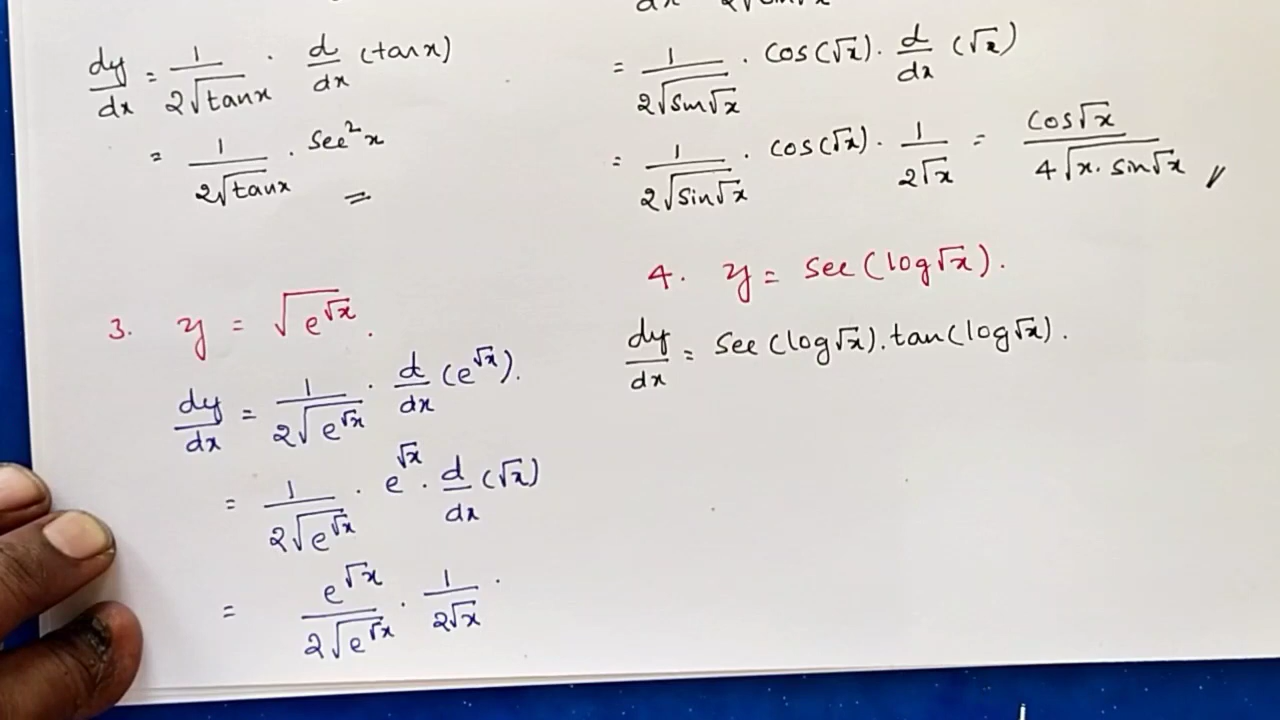 dy/dx = 1/2√tanx · d/dx (tanx)
= 1/2√tanx · Sec²x
= 1/2√sin√x · Cos(√x) · d/dx (√x)
= 1/2√sin√x · cos(√x) · 1/2√x = Cos√x/4√x · sin√x
3. y = √e^√x.
dy/dx = 1/2√e^√x · d/dx (e^√x).
= 1/2√e^√x · e^√x · d/dx (√x)
= e^√x/2√e^√x · 1/2√x ·
4. y = Sec(log√x).
dy/dx = Sec(log√x).tan(log√x).